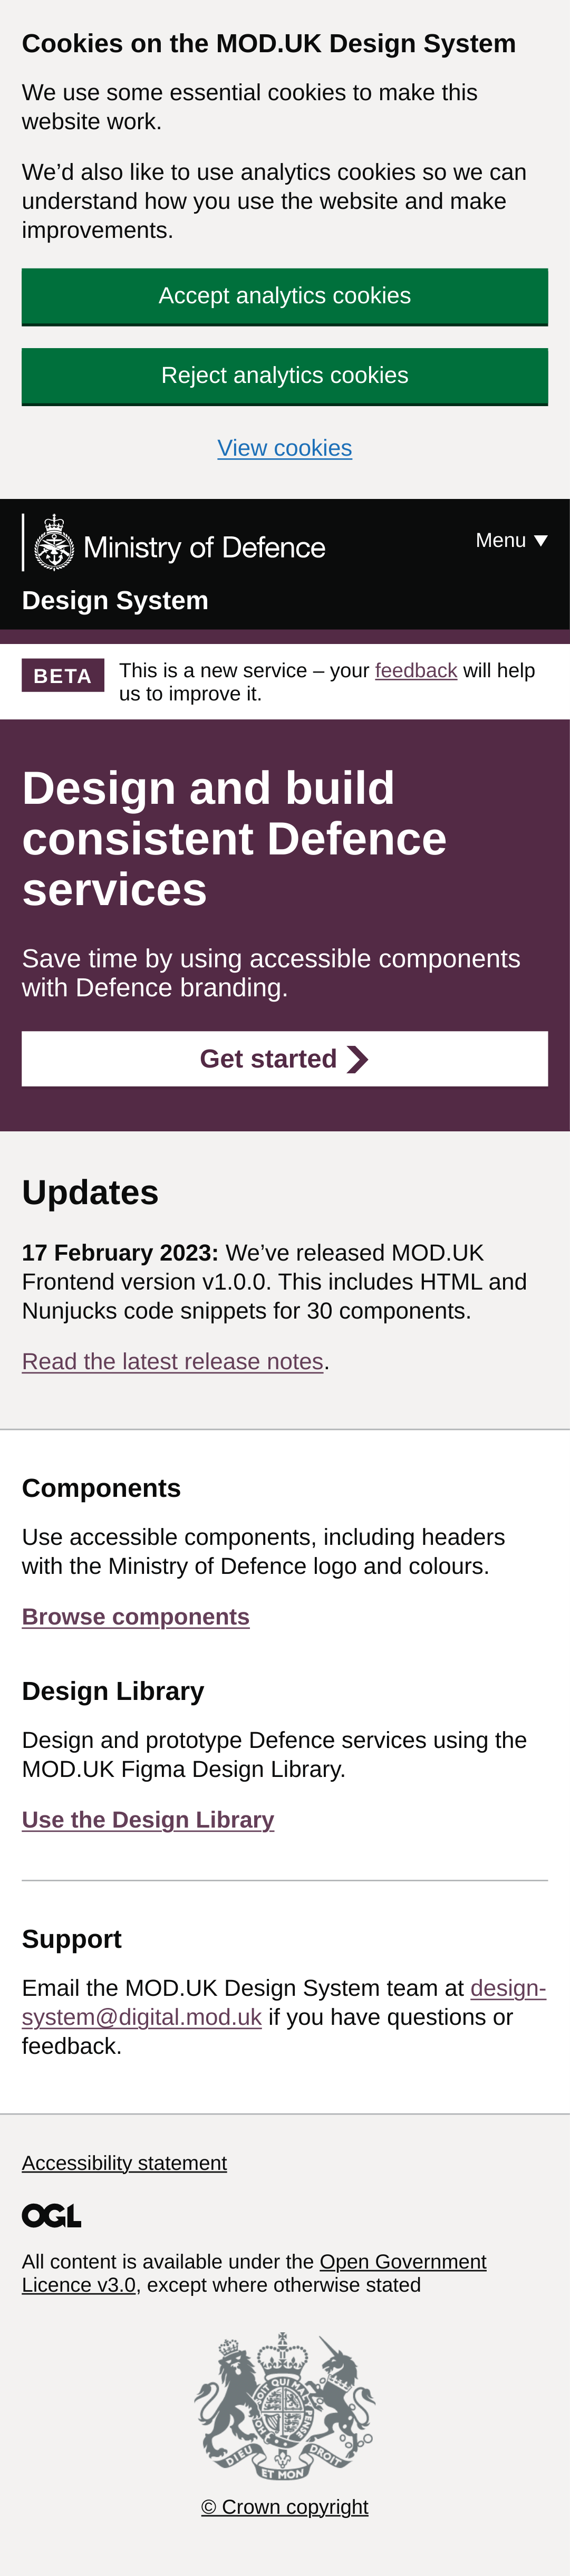 Cookies on the MOD.UK Design System
We use some essential cookies to make this
website work.
We’d also like to use analytics cookies so we can
understand how you use the website and make
improvements.
Accept analytics cookies
Reject analytics cookies
View cookies
Ministry of Defence
Menu ▼
Design System
BETA
This is a new service – your feedback will help
us to improve it.
Design and build
consistent Defence
services
Save time by using accessible components
with Defence branding.
Get started
Updates
17 February 2023: We’ve released MOD.UK
Frontend version v1.0.0. This includes HTML and
Nunjucks code snippets for 30 components.
Read the latest release notes.
Components
Use accessible components, including headers
with the Ministry of Defence logo and colours.
Browse components
Design Library
Design and prototype Defence services using the
MOD.UK Figma Design Library.
Use the Design Library
Support
Email the MOD.UK Design System team at design-
system@digital.mod.uk if you have questions or
feedback.
Accessibility statement
OGL
All content is available under the Open Government
Licence v3.0, except where otherwise stated
DIEU ET MON DROIT
© Crown copyright